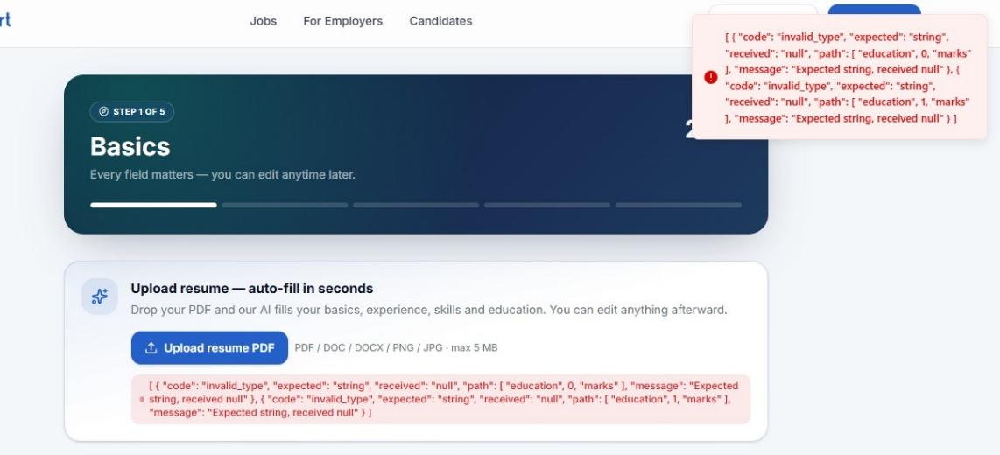 rt
Jobs For Employers Candidates
[ { "code": "invalid_type", "expected": "string",
"received": "null", "path": [ "education", 0, "marks"
], "message": "Expected string, received null" }, {
"code": "invalid_type", "expected": "string",
"received": "null", "path": [ "education", 1, "marks"
], "message": "Expected string, received null" } ]
STEP 1 OF 5
Basics
Every field matters — you can edit anytime later.
Upload resume — auto-fill in seconds
Drop your PDF and our AI fills your basics, experience, skills and education. You can edit anything afterward.
Upload resume PDF PDF / DOC / DOCX / PNG / JPG · max 5 MB
[ { "code": "invalid_type", "expected": "string", "received": "null", "path": [ "education", 0, "marks" ], "message": "Expected
string, received null" }, { "code": "invalid_type", "expected": "string", "received": "null", "path": [ "education", 1, "marks" ],
"message": "Expected string, received null" } ]